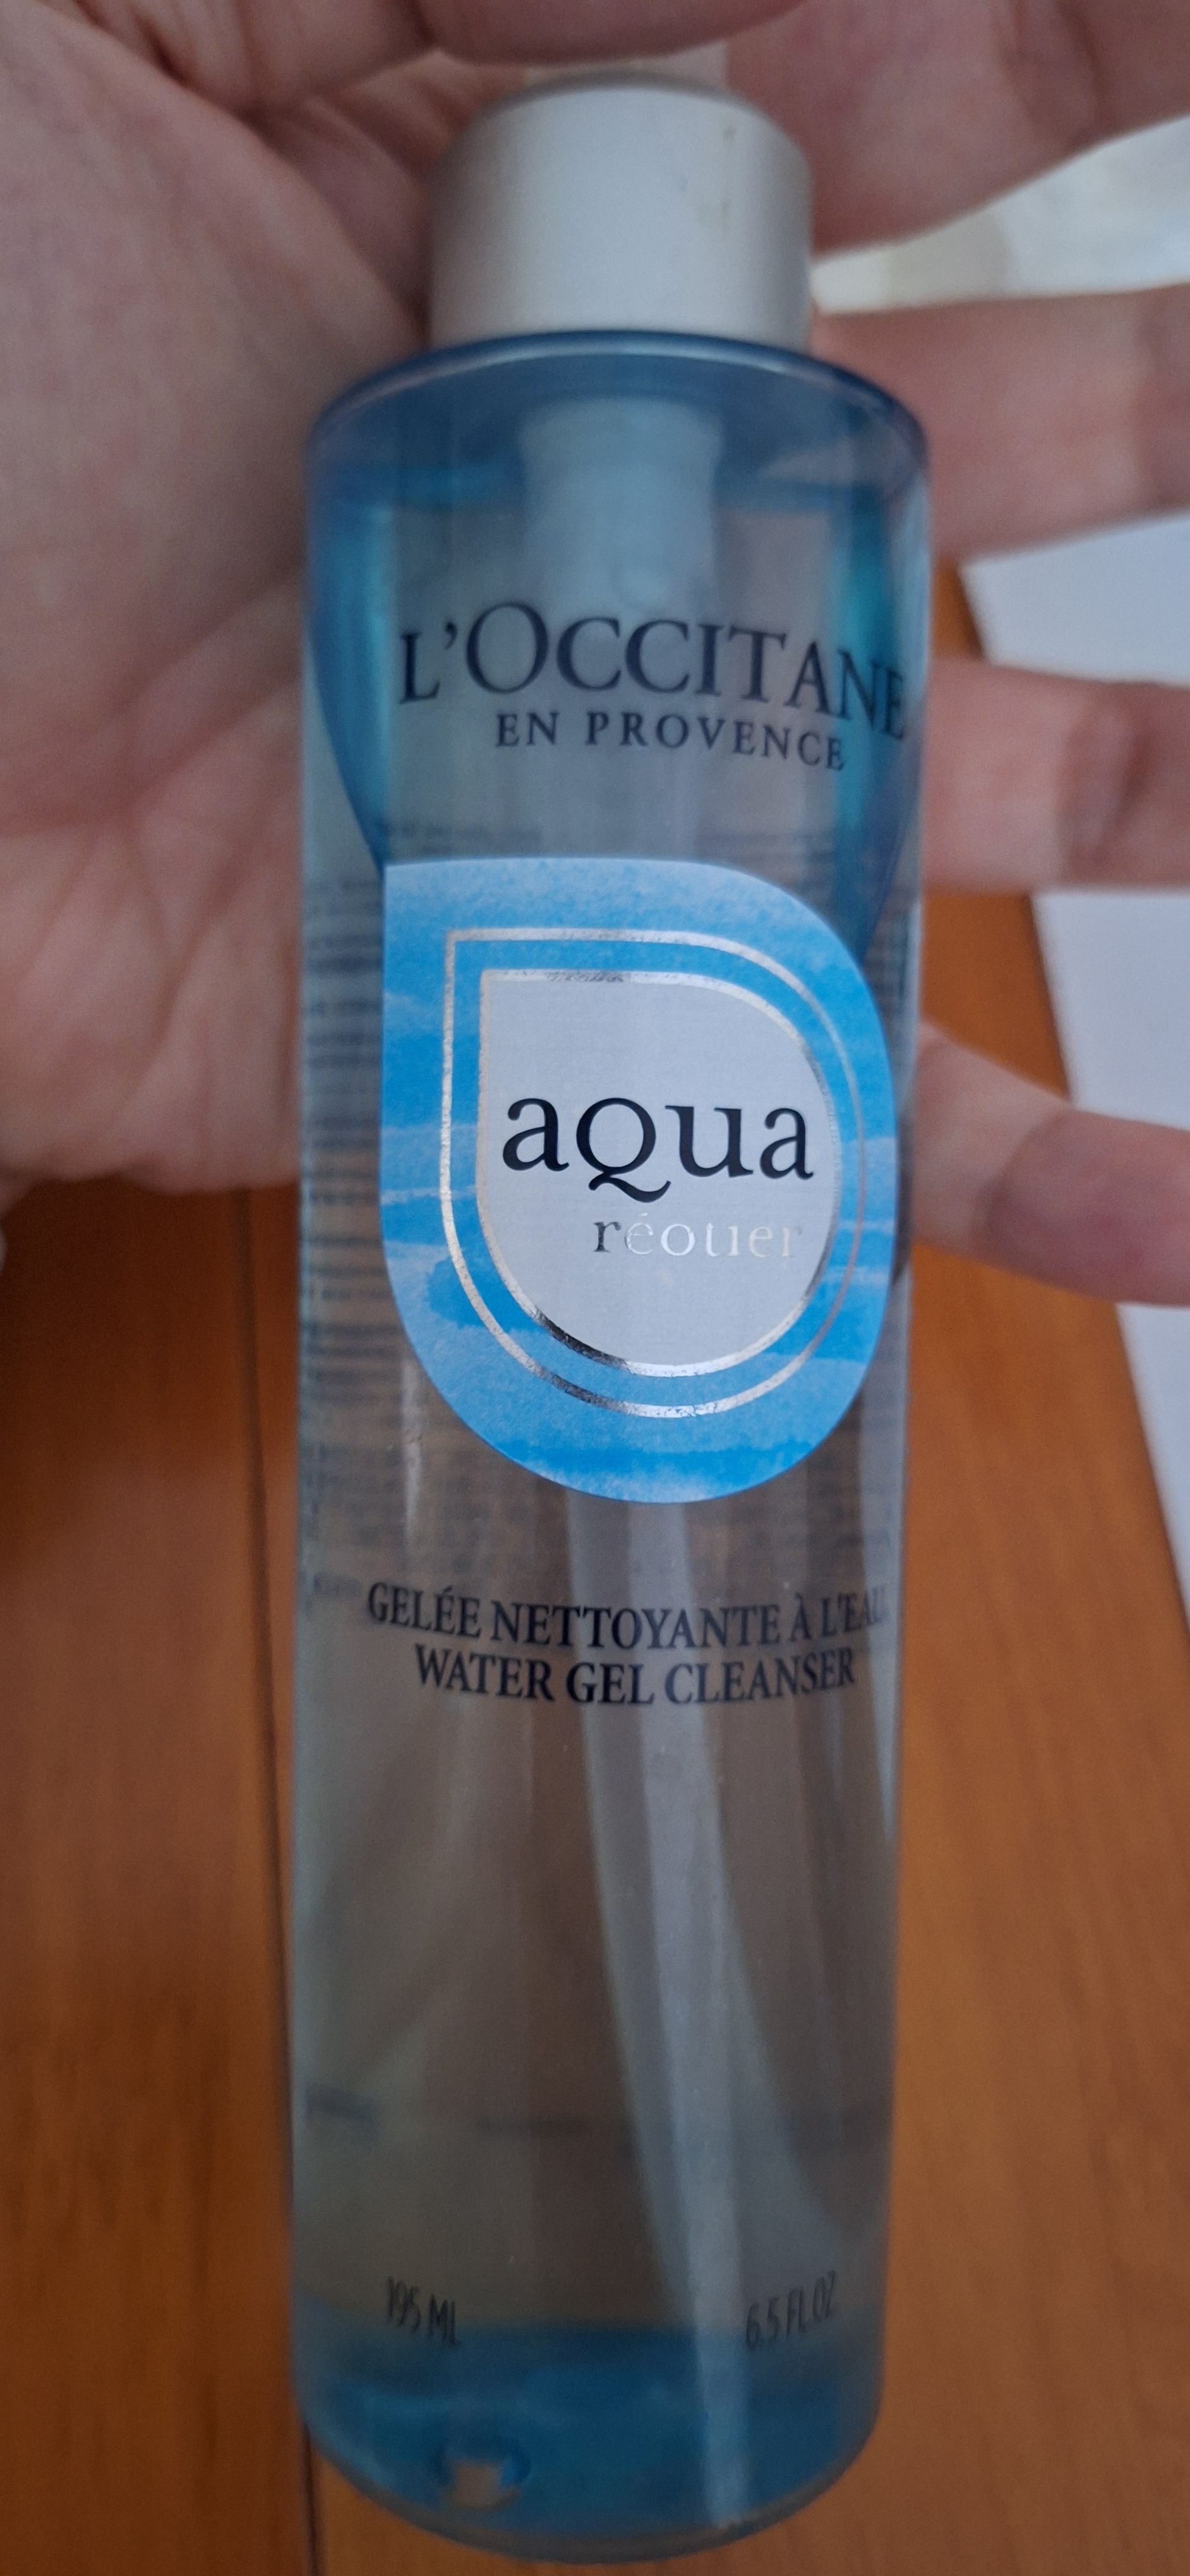 L'OCCITANE
EN PROVENCE
aqua
réotier
GELÉE NETTOYANTE À L'EAU
WATER GEL CLEANSER
195 ML 6.5 FL.OZ